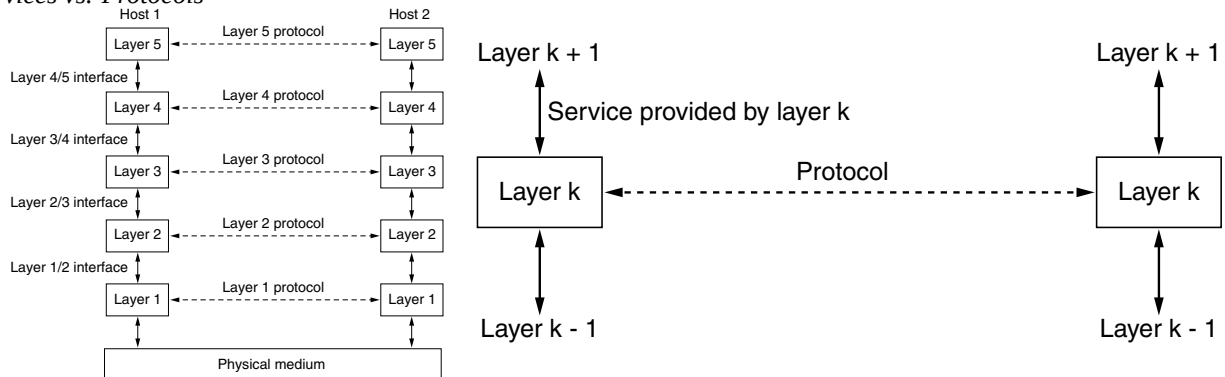 Host 1 Host 2
Layer 5 Layer 5 protocol Layer 5
Layer 4/5 interface
Layer 4 Layer 4 protocol Layer 4
Layer 3/4 interface
Layer 3 Layer 3 protocol Layer 3
Layer 2/3 interface
Layer 2 Layer 2 protocol Layer 2
Layer 1/2 interface
Layer 1 Layer 1 protocol Layer 1
Physical medium
Layer k + 1 Layer k + 1
Service provided by layer k
Protocol
Layer k Layer k
Layer k - 1 Layer k - 1